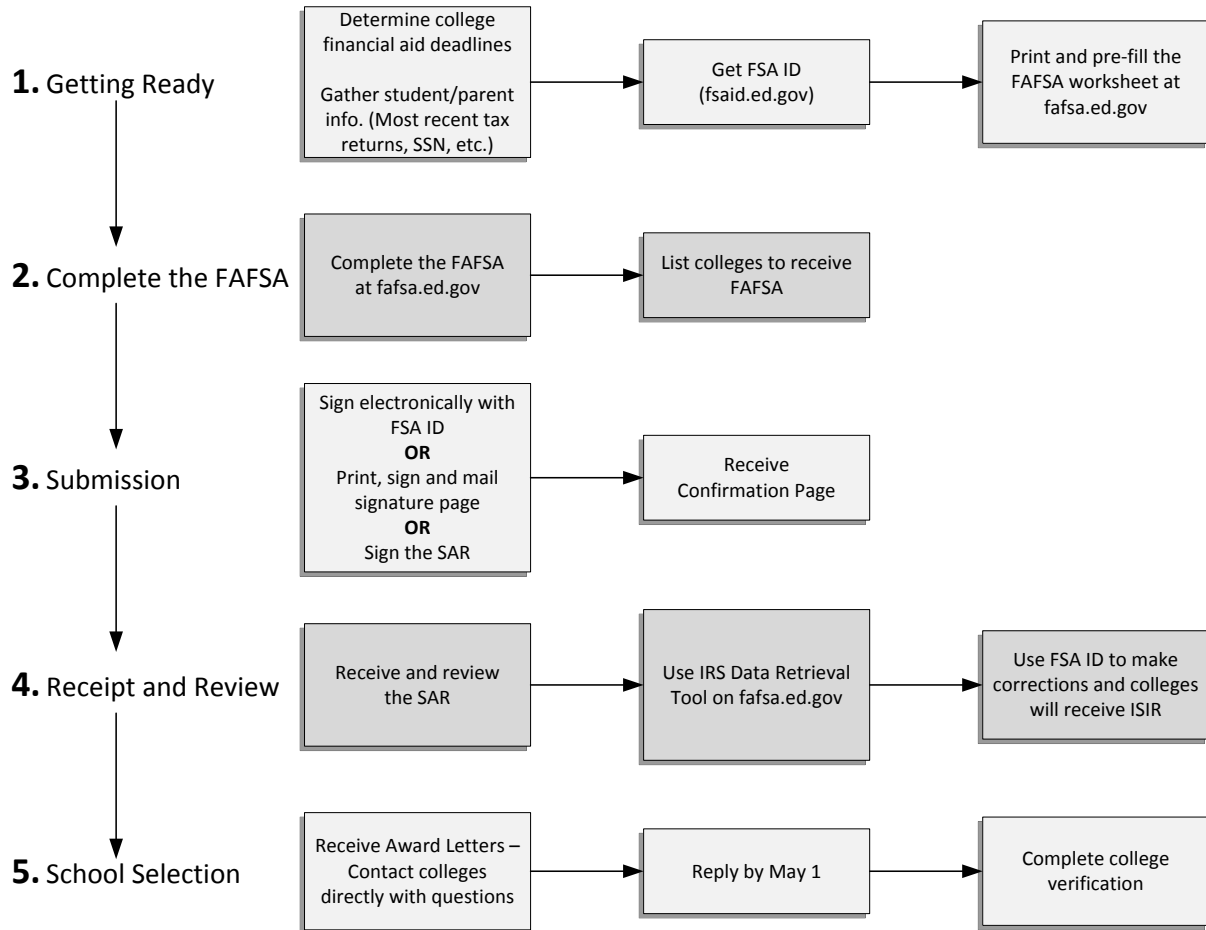 1. Getting Ready
Determine college
financial aid deadlines
Gather student/parent
info. (Most recent tax
returns, SSN, etc.)
Get FSA ID
(fsaid.ed.gov)
Print and pre-fill the
FAFSA worksheet at
fafsa.ed.gov
2. Complete the FAFSA
Complete the FAFSA
at fafsa.ed.gov
List colleges to receive
FAFSA
3. Submission
Sign electronically with
FSA ID
OR
Print, sign and mail
signature page
OR
Sign the SAR
Receive
Confirmation Page
4. Receipt and Review
Receive and review
the SAR
Use IRS Data Retrieval
Tool on fafsa.ed.gov
Use FSA ID to make
corrections and colleges
will receive ISIR
5. School Selection
Receive Award Letters –
Contact colleges
directly with questions
Reply by May 1
Complete college
verification